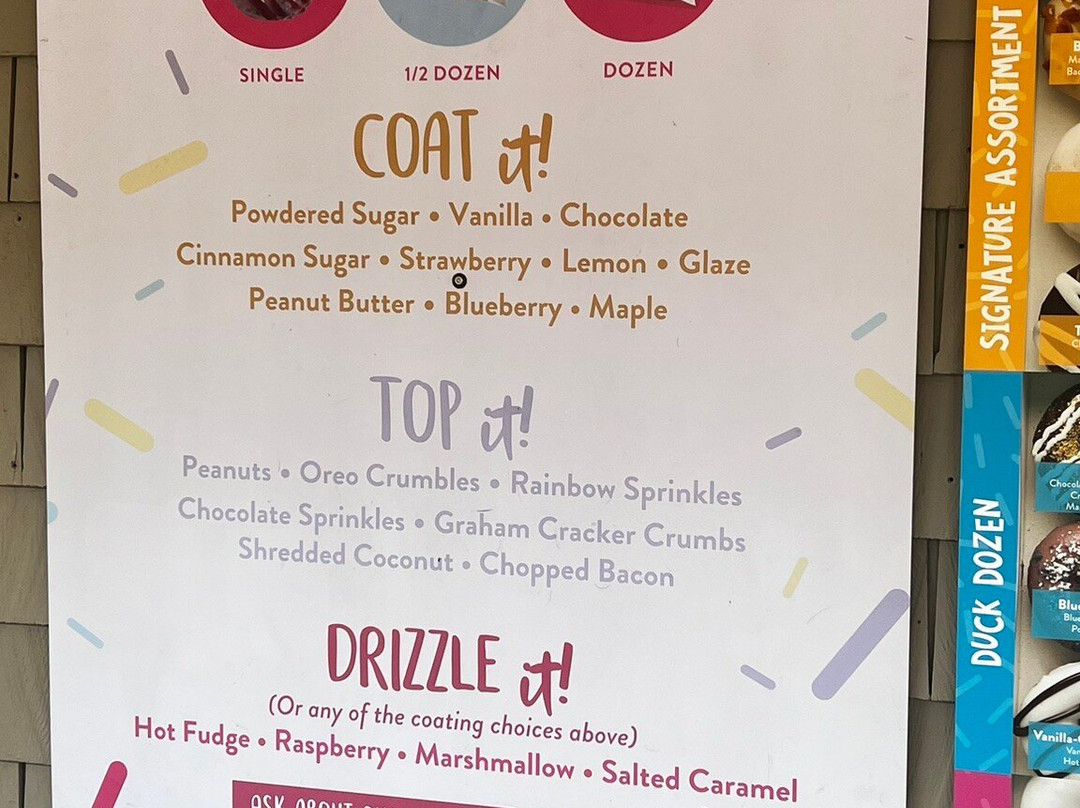 SINGLE
1/2 DOZEN
DOZEN
COAT it!
Powdered Sugar • Vanilla • Chocolate
Cinnamon Sugar • Strawberry • Lemon • Glaze
Peanut Butter • Blueberry • Maple
TOP it!
Peanuts • Oreo Crumbles • Rainbow Sprinkles
Chocolate Sprinkles • Graham Cracker Crumbs
Shredded Coconut • Chopped Bacon
DRIZZLE it!
(Or any of the coating choices above)
Hot Fudge • Raspberry • Marshmallow • Salted Caramel
ASK ABOUT
SIGNATURE ASSORTMENT
DUCK DOZEN